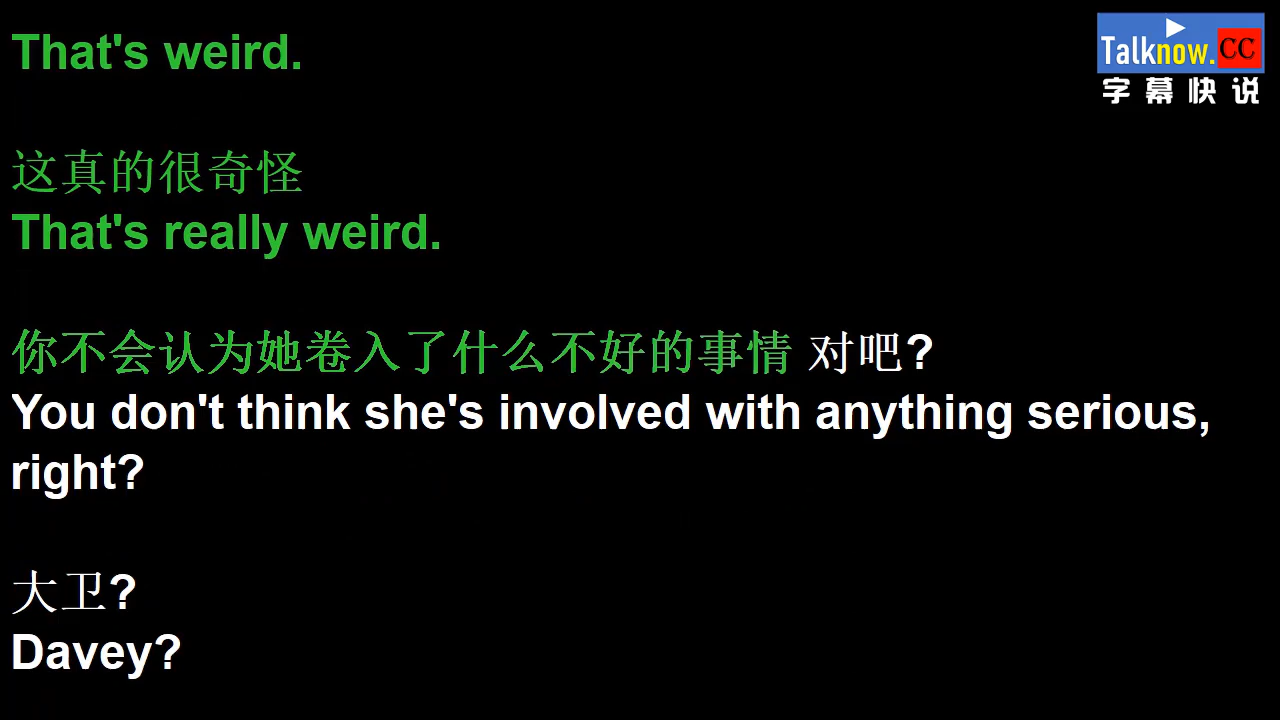 That's weird.
Talknow.CC
字幕快说
这真的很奇怪
That's really weird.
你不会认为她卷入了什么不好的事情 对吧?
You don't think she's involved with anything serious,
right?
大卫?
Davey?